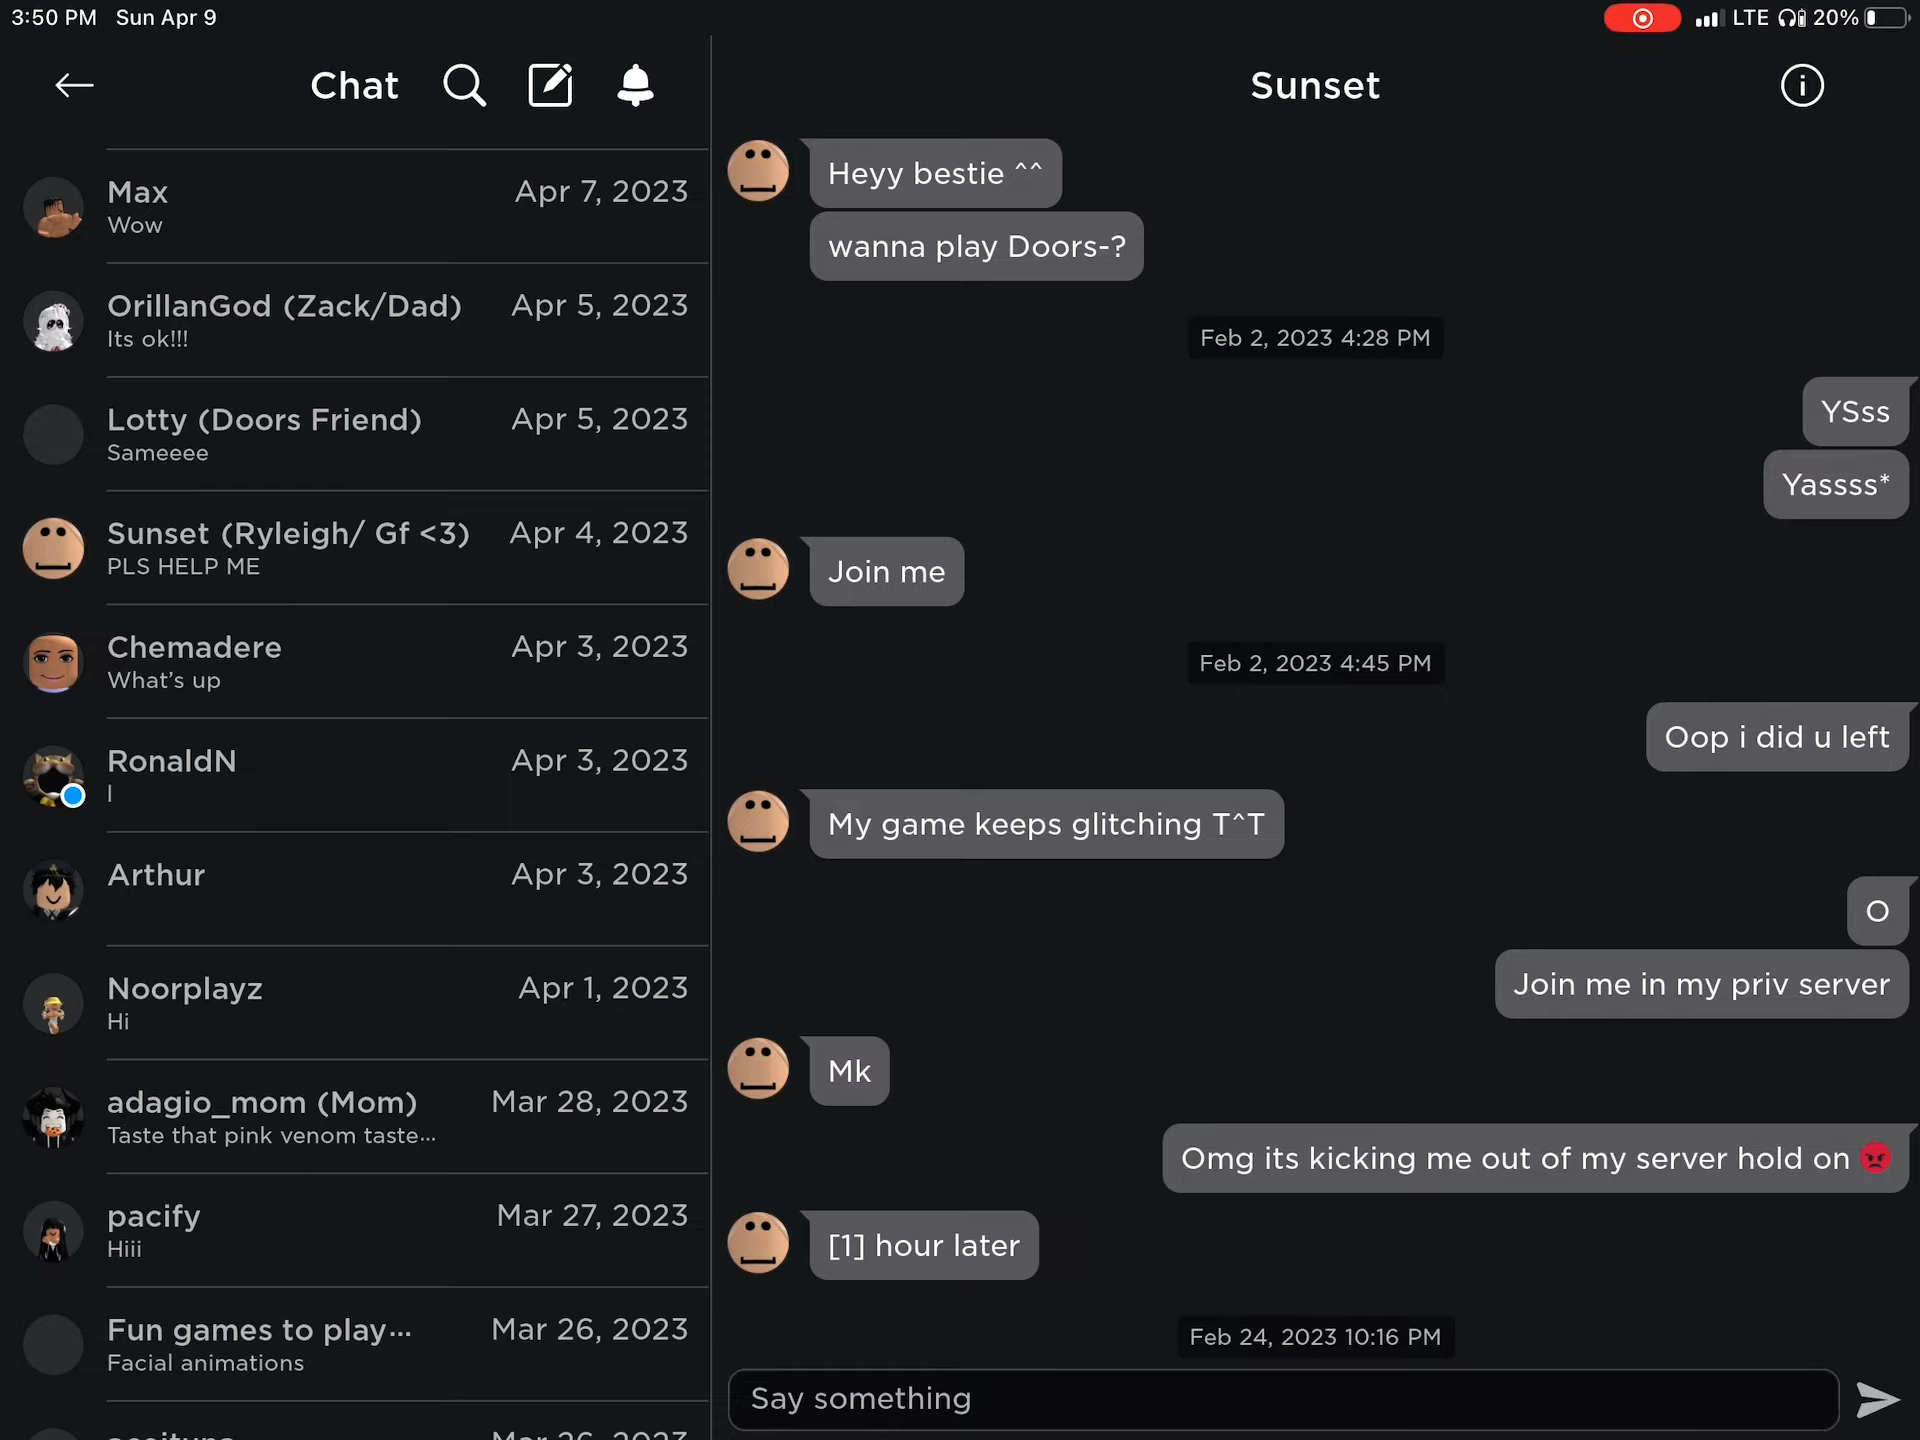 3:50 PM Sun Apr 9
LTE 20%
Chat
Max Apr 7, 2023
Wow
OrillanGod (Zack/Dad) Apr 5, 2023
Its ok!!!
Lotty (Doors Friend) Apr 5, 2023
Sameeee
Sunset (Ryleigh/ Gf <3) Apr 4, 2023
PLS HELP ME
Chemadere Apr 3, 2023
What's up
RonaldN Apr 3, 2023
I
Arthur Apr 3, 2023
Noorplayz Apr 1, 2023
Hi
adagio_mom (Mom) Mar 28, 2023
Taste that pink venom taste...
pacify Mar 27, 2023
Hiii
Fun games to play... Mar 26, 2023
Facial animations
Mar 26, 2023
Sunset
Heyy bestie ^^
wanna play Doors-?
Feb 2, 2023 4:28 PM
YSss
Yassss*
Join me
Feb 2, 2023 4:45 PM
Oop i did u left
My game keeps glitching T^T
O
Join me in my priv server
Mk
Omg its kicking me out of my server hold on 😡
[1] hour later
Feb 24, 2023 10:16 PM
Say something